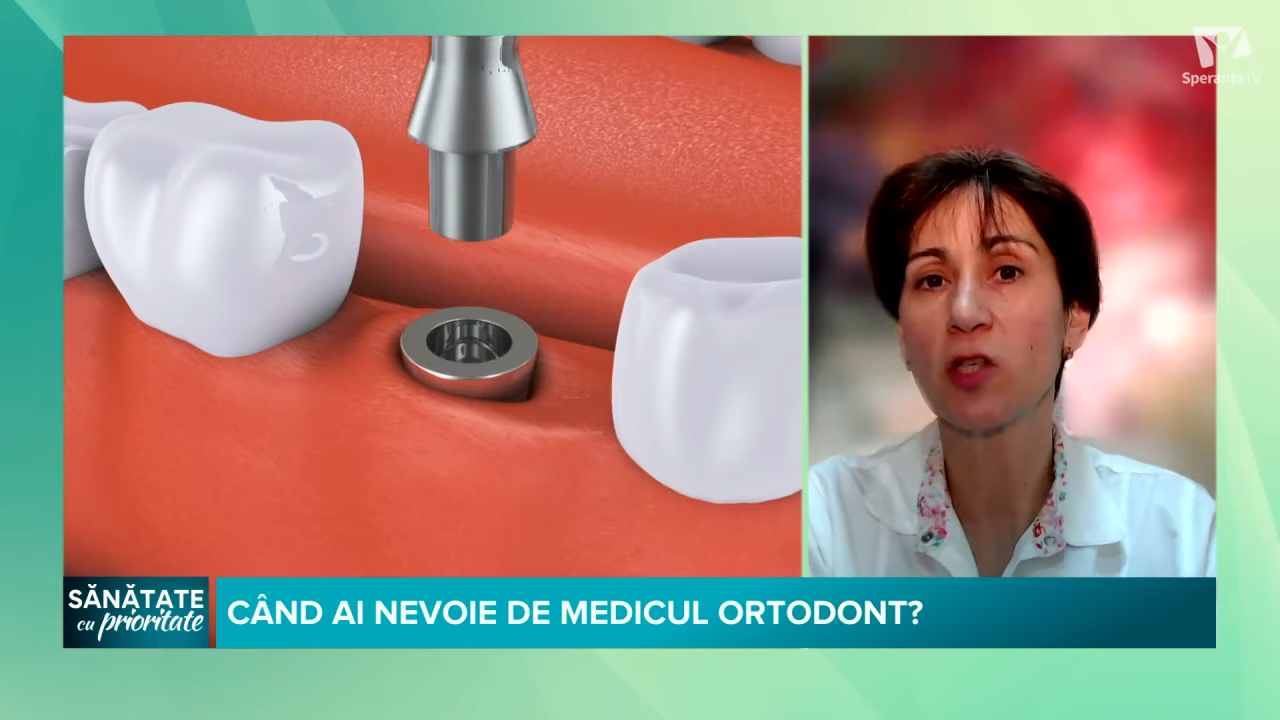 Speranța TV
SĂNĂTATE
cu prioritate
CÂND AI NEVOIE DE MEDICUL ORTODONT?